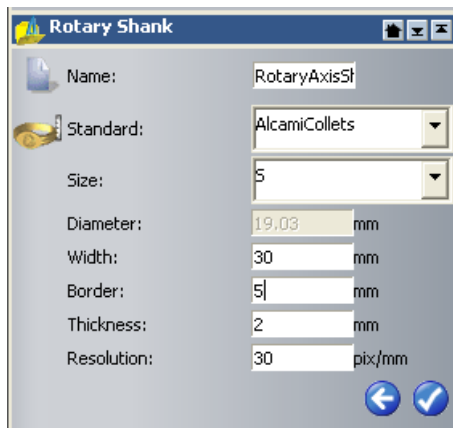 Rotary Shank
Name: RotaryAxisSh
Standard: AlcamiCollets
Size: S
Diameter: 19.03 mm
Width: 30 mm
Border: 5 mm
Thickness: 2 mm
Resolution: 30 pix/mm